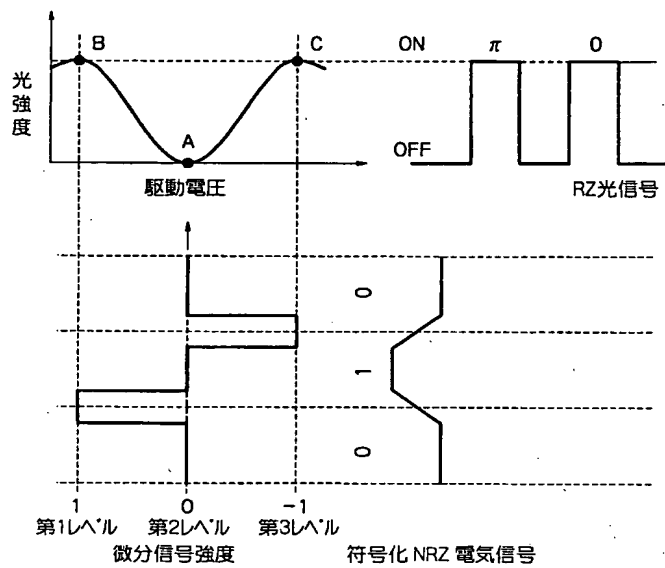 B
C
ON
π
0
光強度
A
OFF
駆動電圧
RZ光信号
0
1
0
1
0
-1
第1レベル
第2レベル
第3レベル
微分信号強度
符号化 NRZ 電気信号